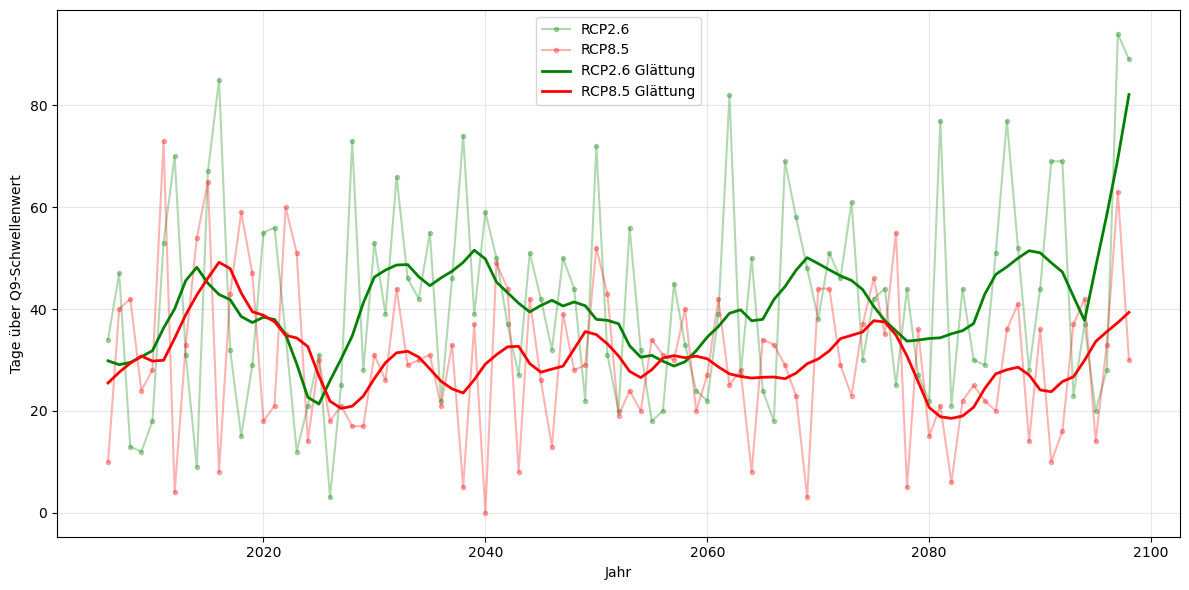 RCP2.6
RCP8.5
RCP2.6 Glättung
RCP8.5 Glättung
Tage über Q9-Schwellenwert
80
60
40
20
0
2020 2040 2060 2080 2100
Jahr